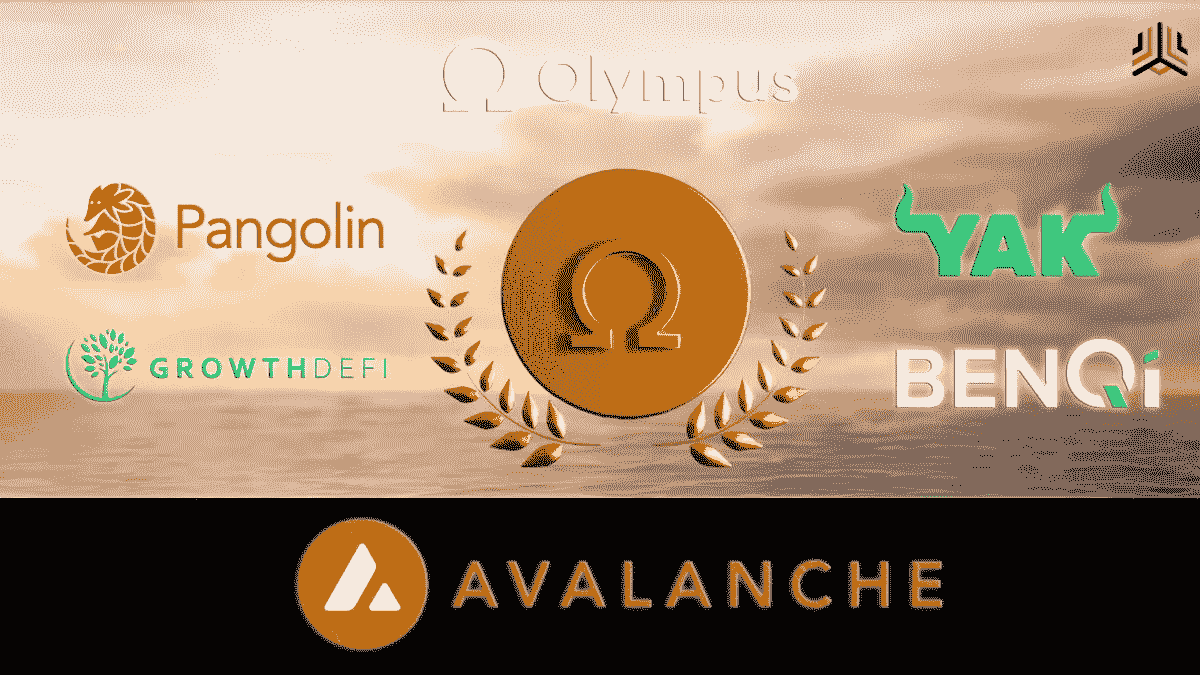 Ω Olympus
Pangolin
YAK
GROWTHDEFI
BENQi
Ω
AVALANCHE